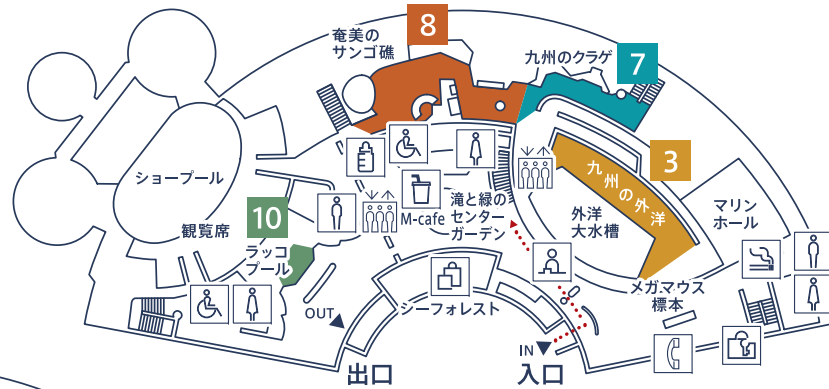 8
奄美の
サンゴ礁
九州のクラゲ
7
3
九州の外洋
ショープール
観覧席
10
ラッコ
プール
M-cafe
滝と緑の
センター
ガーデン
外洋
大水槽
マリン
ホール
メガマウス
標本
シーフォレスト
OUT
IN
出口
入口